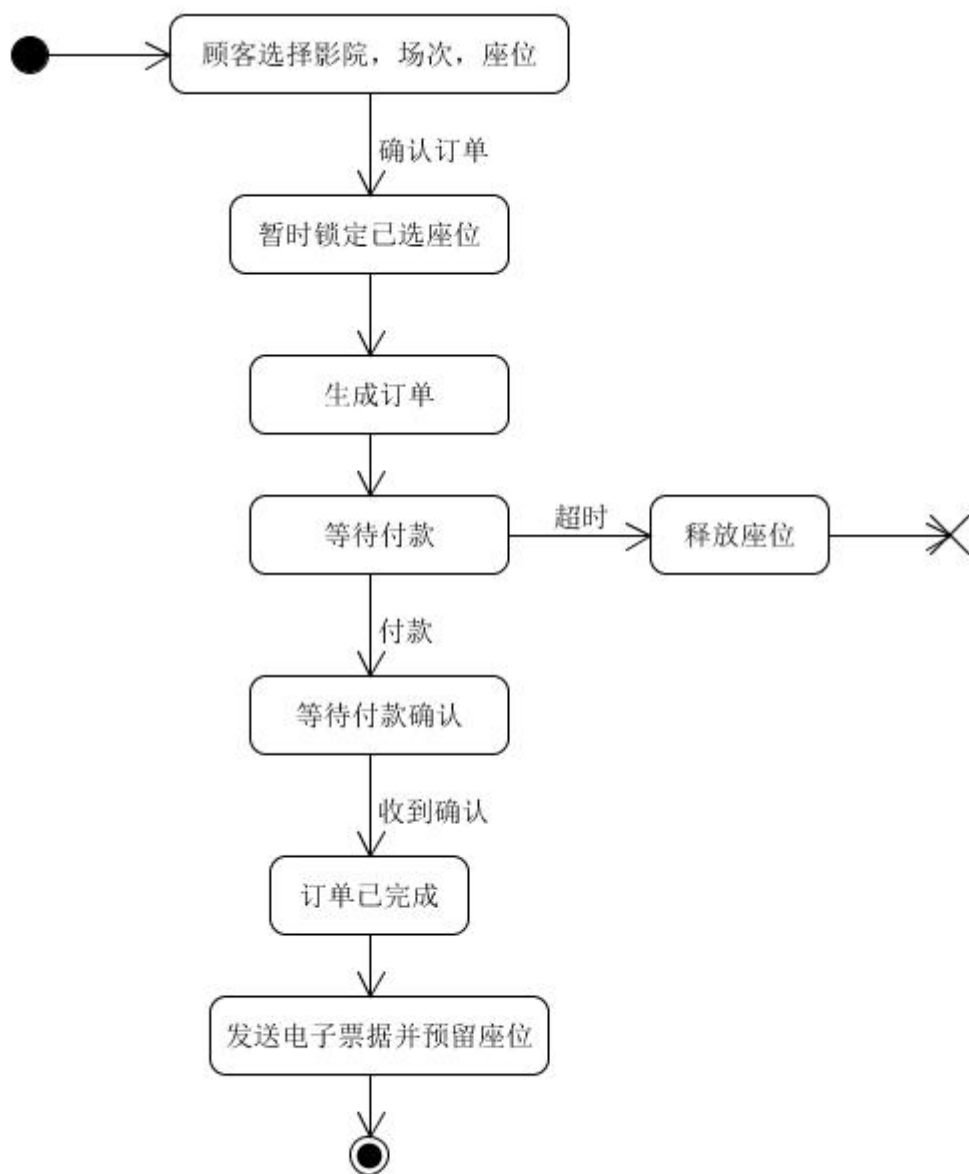 顾客选择影院，场次，座位
确认订单
暂时锁定已选座位
生成订单
等待付款
超时
释放座位
付款
等待付款确认
收到确认
订单已完成
发送电子票据并预留座位